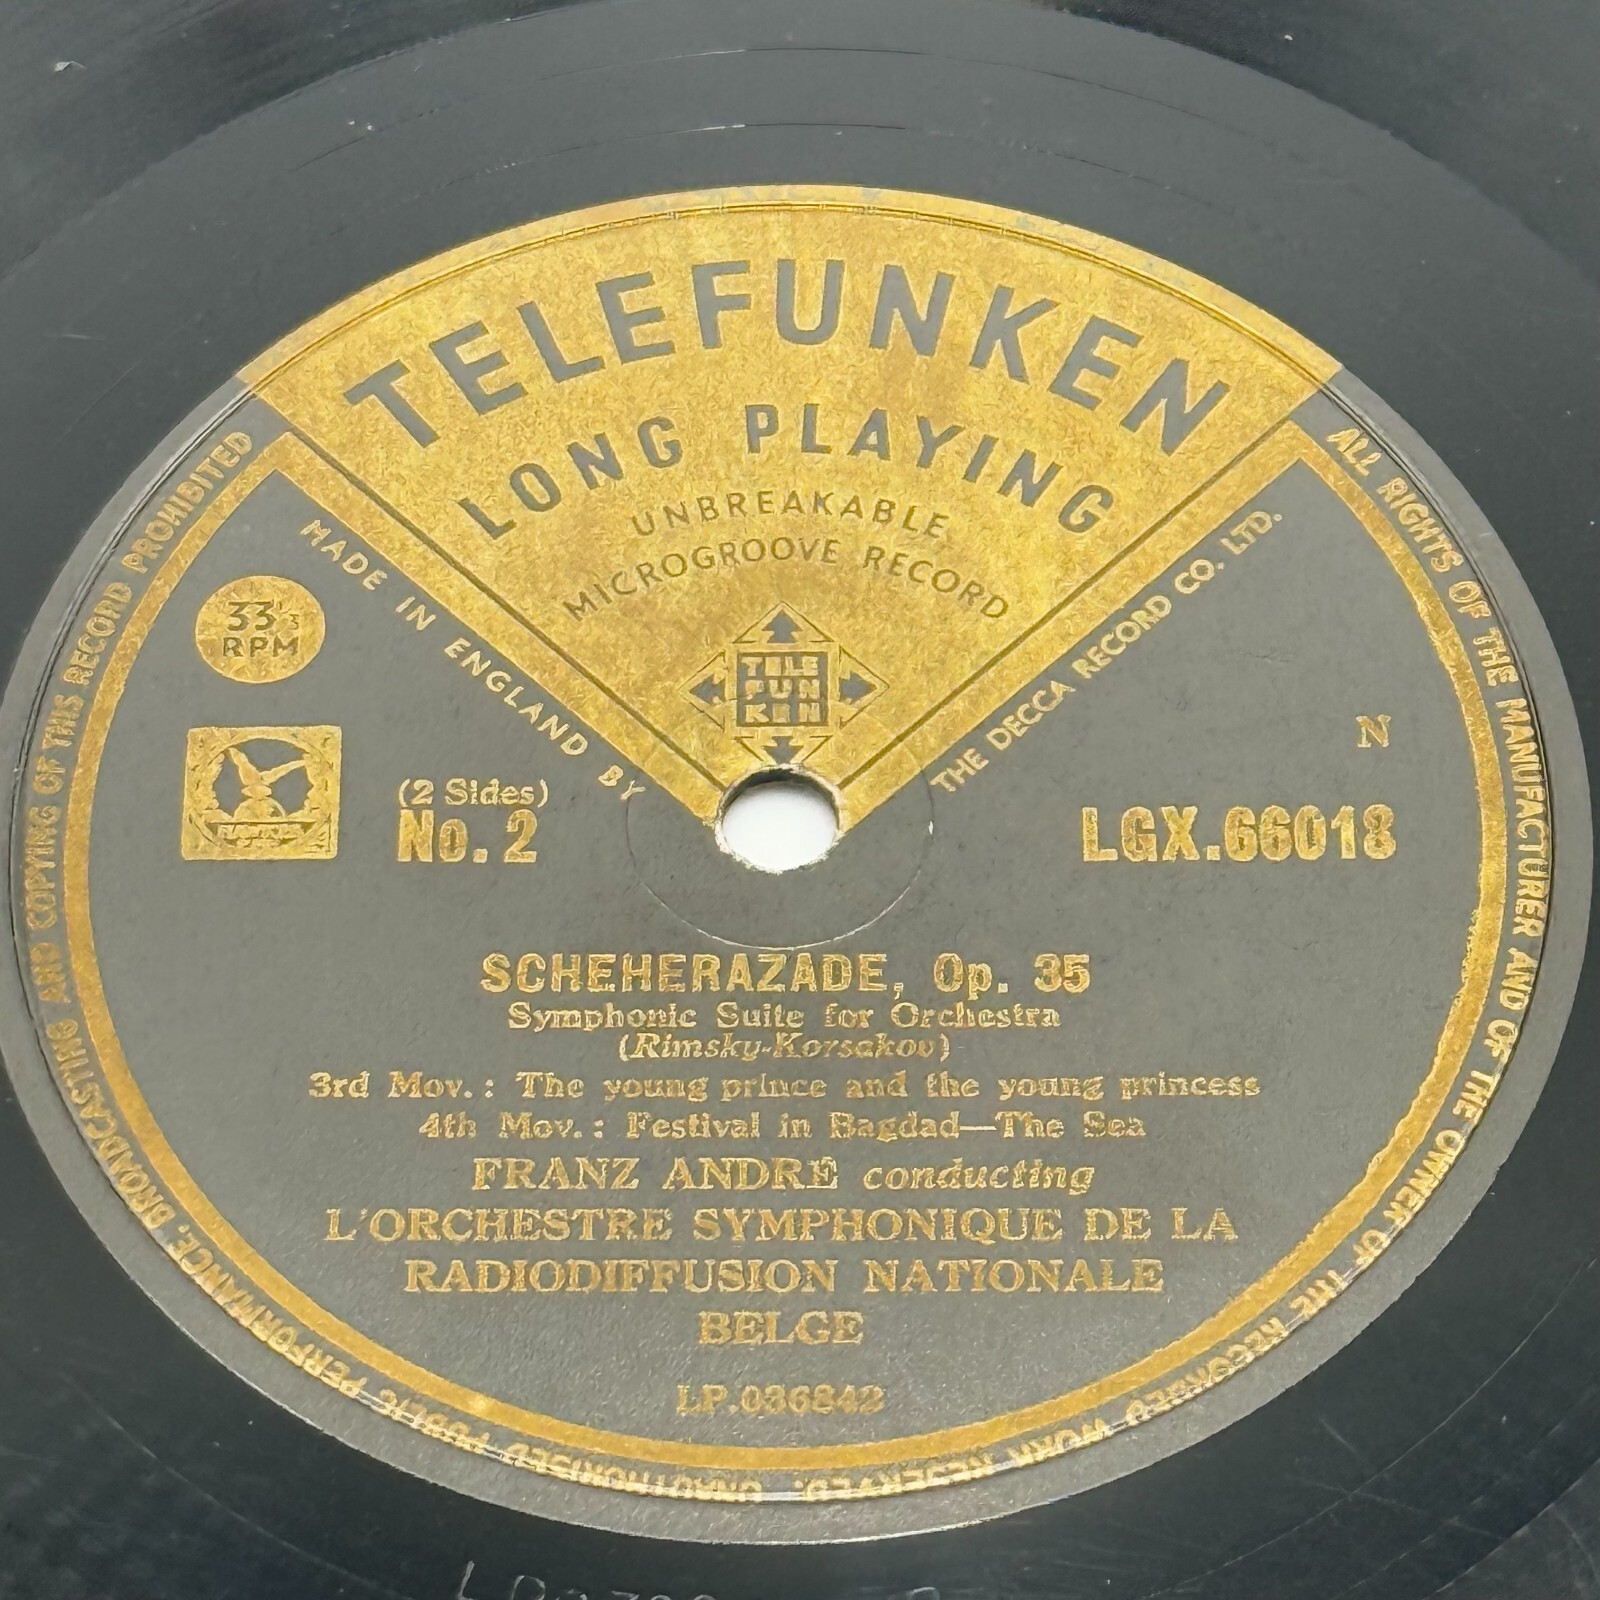 TELEFUNKEN
LONG PLAYING
UNBREAKABLE
MICROGROOVE RECORD
TELE
FUN
KEN
MADE IN ENGLAND BY
THE DECCA RECORD CO. LTD.
33 1/3
RPM
N
(2 Sides)
No. 2
LGX.66018
SCHEHERAZADE, Op. 35
Symphonic Suite for Orchestra
(Rimsky-Korsakov)
3rd Mov.: The young prince and the young princess
4th Mov.: Festival in Bagdad—The Sea
FRANZ ANDRÉ conducting
L'ORCHESTRE SYMPHONIQUE DE LA
RADIODIFFUSION NATIONALE
BELGE
LP.036842
ALL RIGHTS OF THE MANUFACTURER AND OF THE OWNER OF THE RECORDED WORK RESERVED. UNAUTHORISED PUBLIC PERFORMANCE, BROADCASTING AND COPYING OF THIS RECORD PROHIBITED